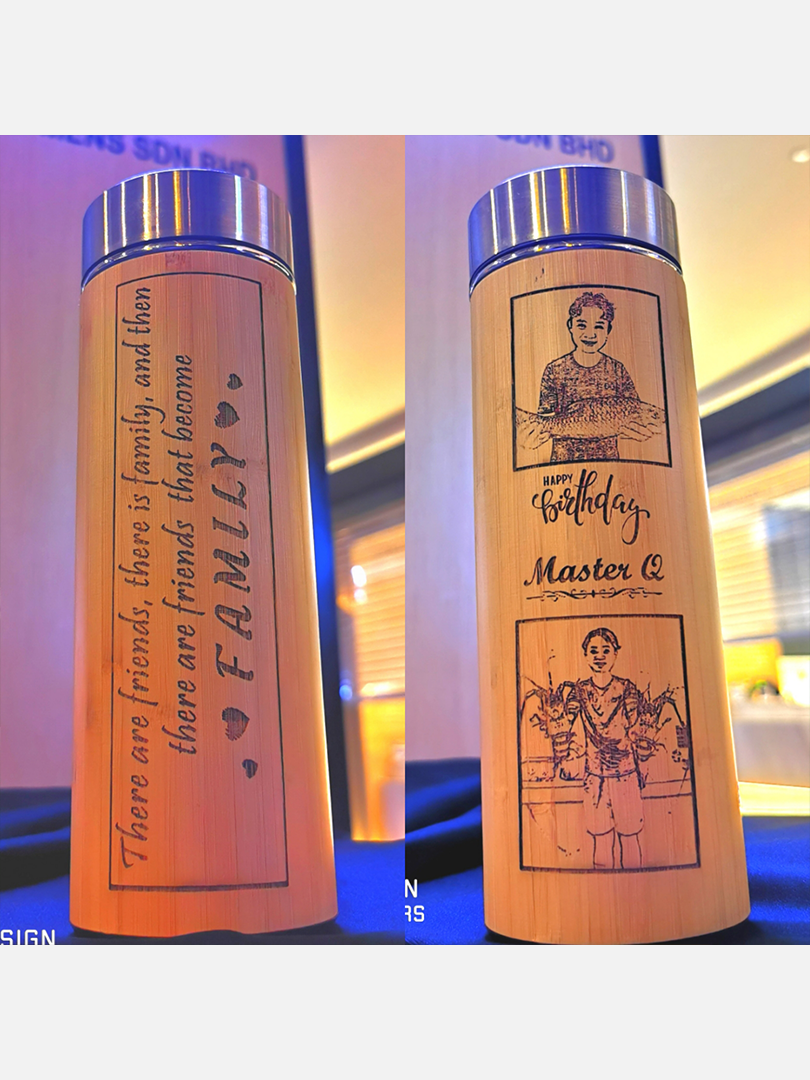 SDN BHD
There are friends, there is family, and then
there are friends that become
FAMILY
SIGN
SDN BHD
HAPPY
birthday
Master Q
N
RS